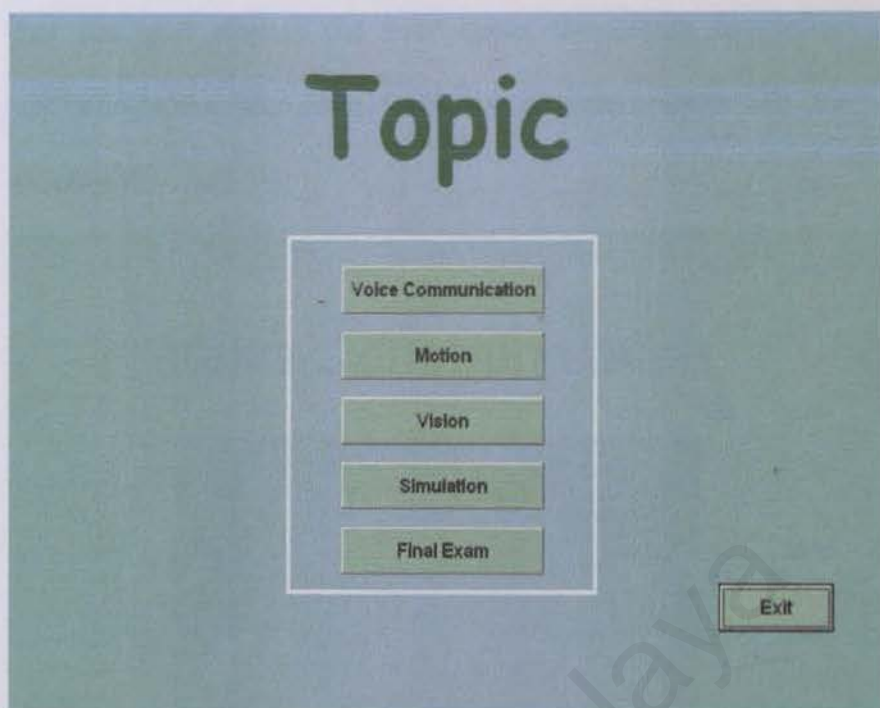 Topic
Voice Communication
Motion
Vision
Simulation
Final Exam
Exit